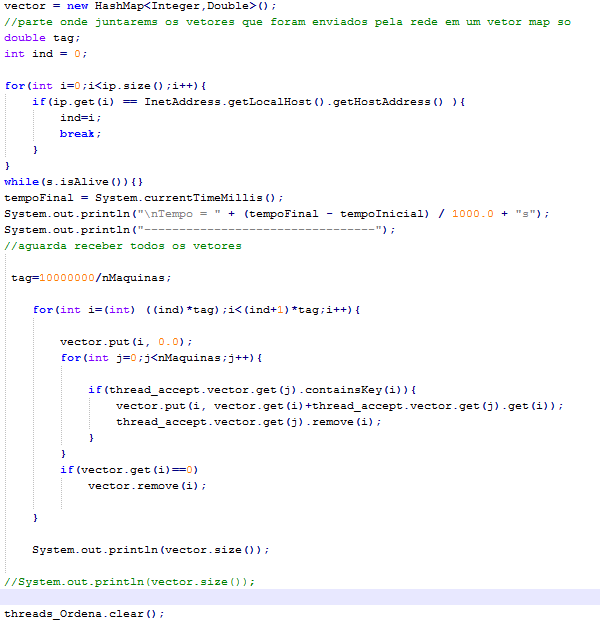 vector = new HashMap<Integer,Double>();
//parte onde juntarems os vetores que foram enviados pela rede em um vetor map so
double tag;
int ind = 0;
for(int i=0;i<ip.size();i++){
if(ip.get(i) == InetAddress.getLocalHost().getHostAddress() ){
ind=i;
break;
}
}
while(s.isAlive()){}
tempoFinal = System.currentTimeMillis();
System.out.println("\nTempo = " + (tempoFinal - tempoInicial) / 1000.0 + "s");
System.out.println("--------------------------------");
//aguarda receber todos os vetores
tag=10000000/nMaquinas;
for(int i=(int) ((ind)*tag);i<(ind+1)*tag;i++){
vector.put(i, 0.0);
for(int j=0;j<nMaquinas;j++){
if(thread_accept.vector.get(j).containsKey(i)){
vector.put(i, vector.get(i)+thread_accept.vector.get(j).get(i));
thread_accept.vector.get(j).remove(i);
}
}
if(vector.get(i)==0)
vector.remove(i);
}
System.out.println(vector.size());
//System.out.println(vector.size());
threads_Ordena.clear();